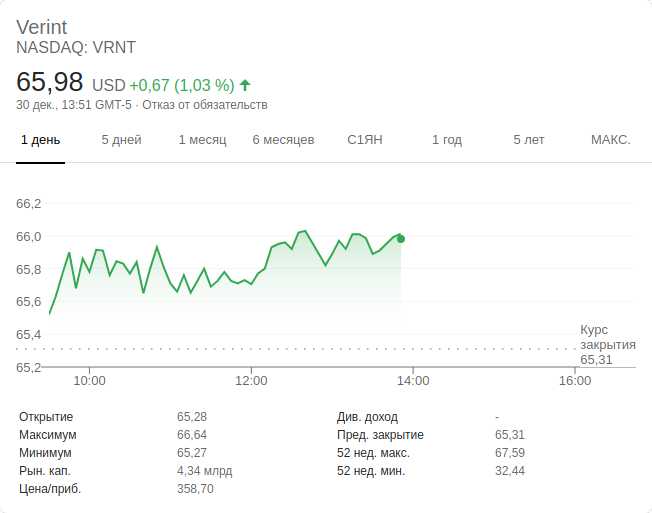 Verint
NASDAQ: VRNT
65,98 USD +0,67 (1,03 %)
30 дек., 13:51 GMT-5 · Отказ от обязательств
1 день 5 дней 1 месяц 6 месяцев С1ЯН 1 год 5 лет МАКС.
66,2
66,0
65,8
65,6
65,4
65,2
Курс
закрытия
65,31
10:00 12:00 14:00 16:00
Открытие 65,28 Див. доход -
Максимум 66,64 Пред. закрытие 65,31
Минимум 65,27 52 нед. макс. 67,59
Рын. кап. 4,34 млрд 52 нед. мин. 32,44
Цена/приб. 358,70